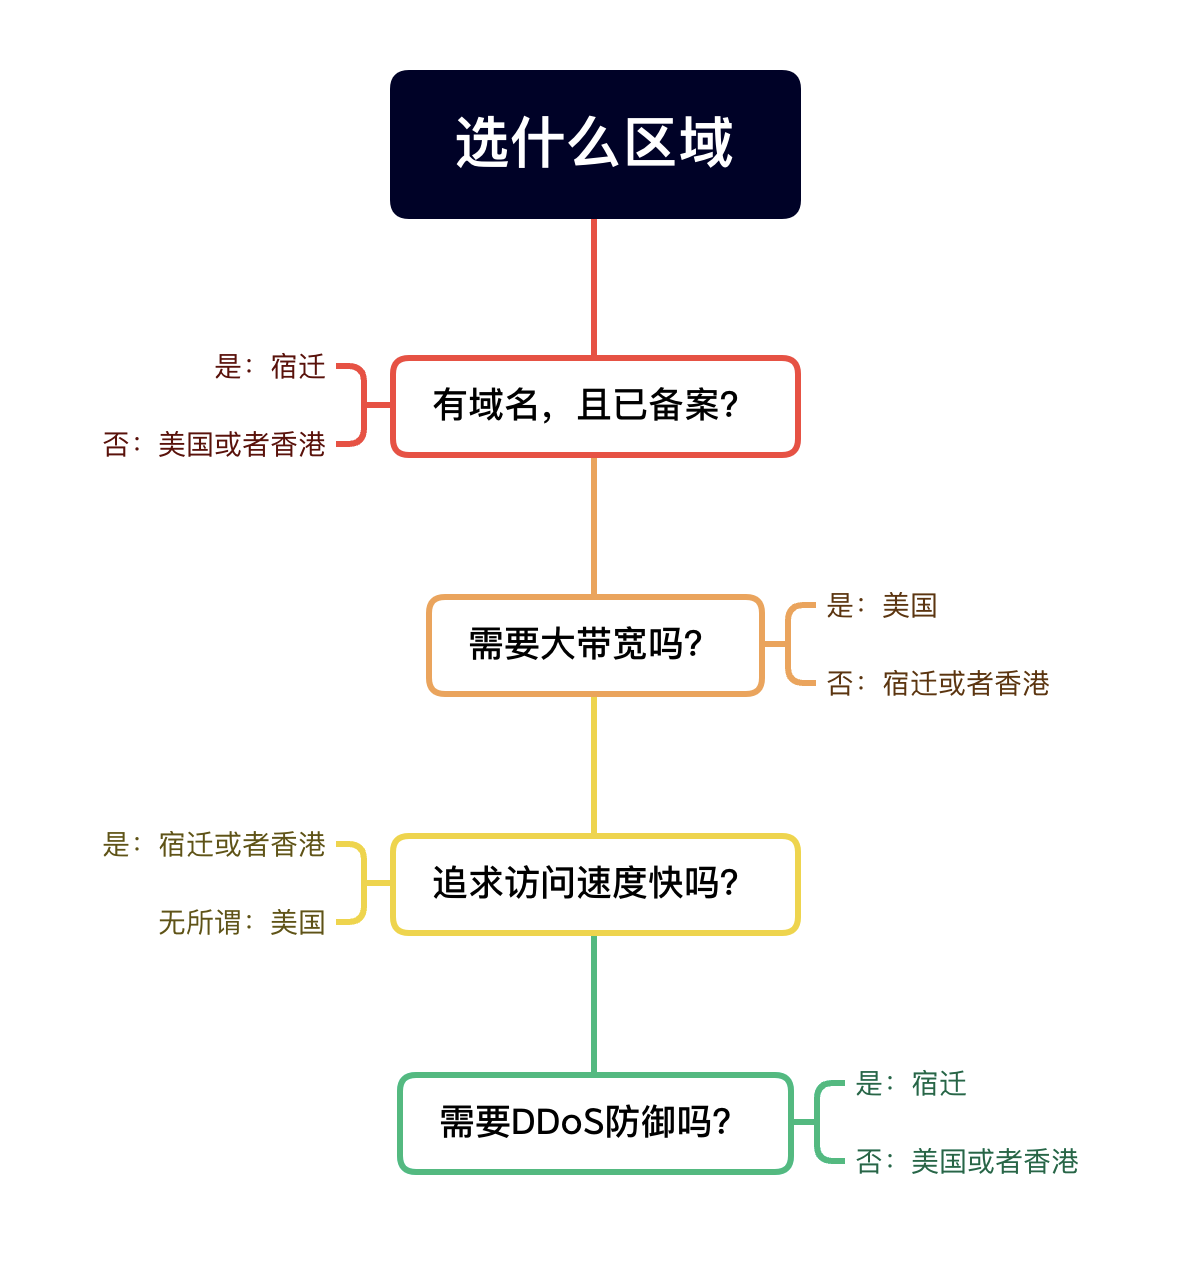 选什么区域
有域名，且已备案？
是：宿迁
否：美国或者香港
需要大带宽吗？
是：美国
否：宿迁或者香港
追求访问速度快吗？
是：宿迁或者香港
无所谓：美国
需要DDoS防御吗？
是：宿迁
否：美国或者香港